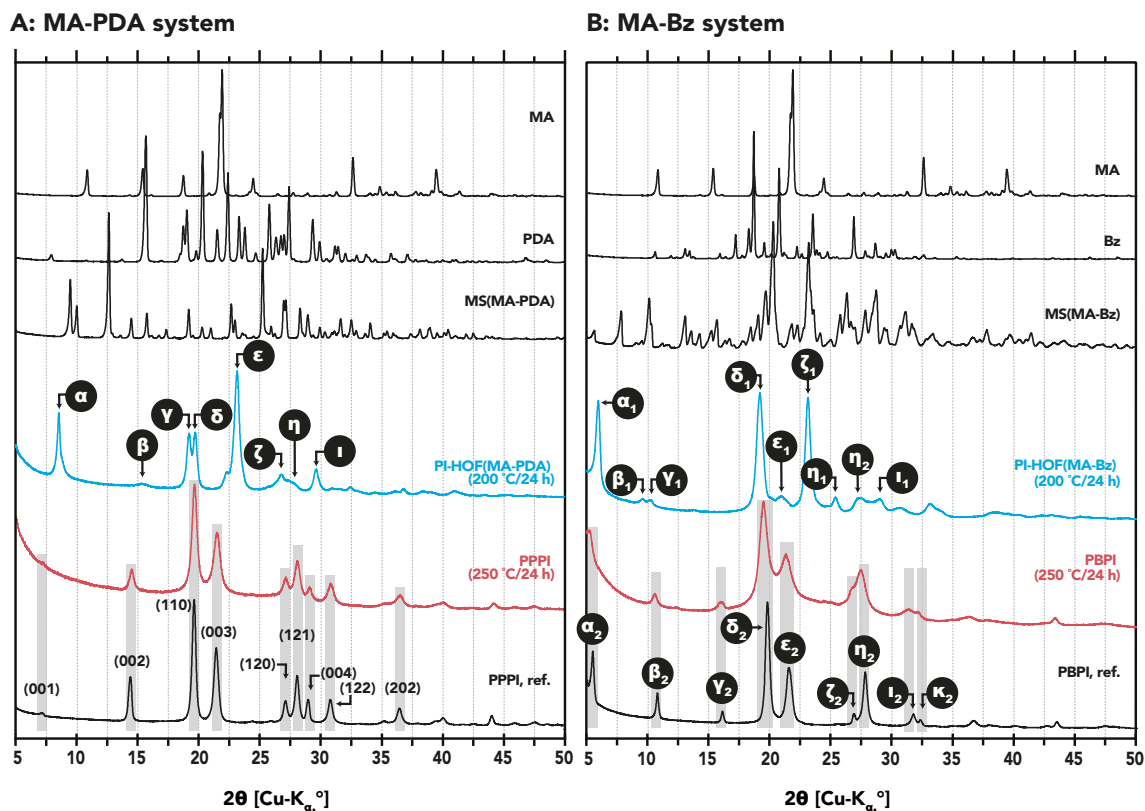 A: MA-PDA system
MA
PDA
MS(MA-PDA)
ε
α
γ
δ
β
ζ
η
ι
PI-HOF(MA-PDA)
(200 °C/24 h)
PPPI
(250 °C/24 h)
(110)
(003)
(121)
(002)
(120)
(004)
(122)
(202)
(001)
PPPI, ref.
5 10 15 20 25 30 35 40 45 50
2θ [Cu-Kα,°]
B: MA-Bz system
MA
Bz
MS(MA-Bz)
δ1
ζ1
α1
ε1
η1
η2
ι1
β1
γ1
PI-HOF(MA-Bz)
(200 °C/24 h)
PBPI
(250 °C/24 h)
α2
δ2
ε2
η2
β2
γ2
ζ2
ι2
κ2
PBPI, ref.
5 10 15 20 25 30 35 40 45 50
2θ [Cu-Kα,°]